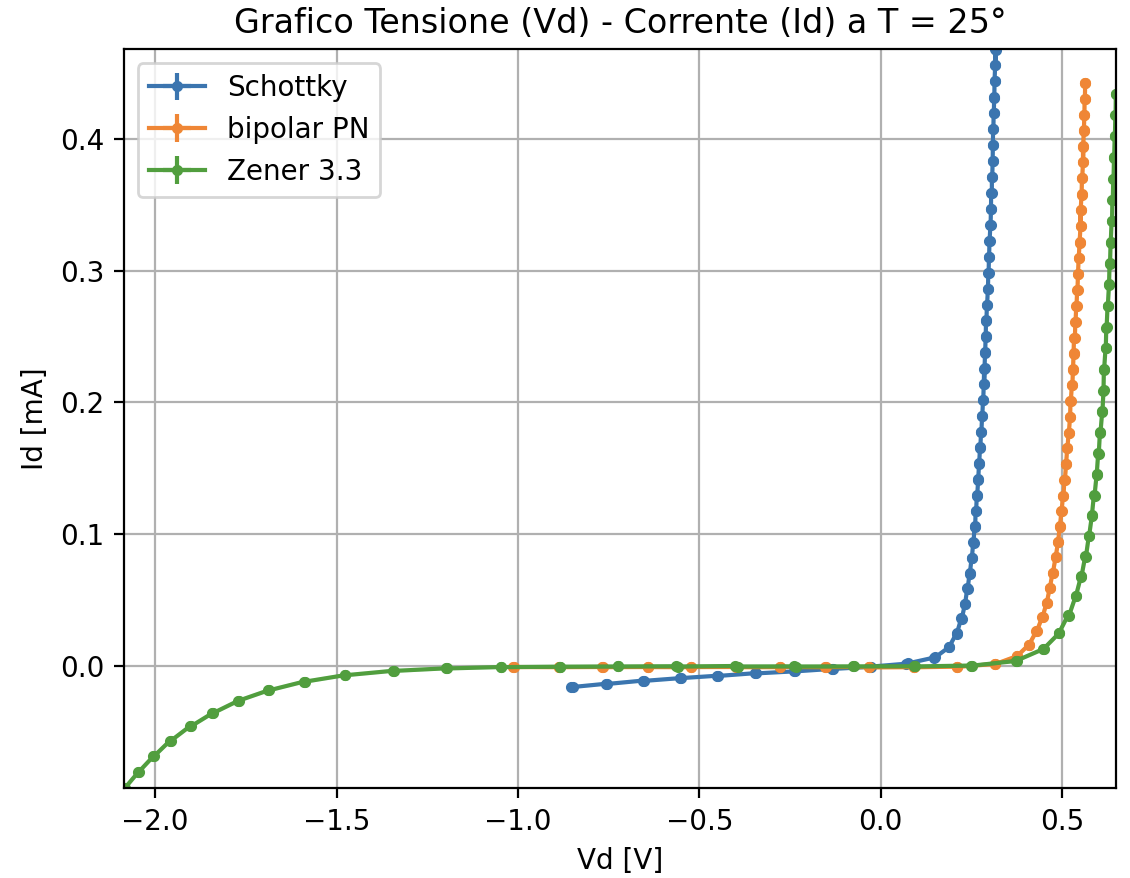 Grafico Tensione (Vd) - Corrente (Id) a T = 25°
Schottky
bipolar PN
Zener 3.3
0.4
0.3
0.2
0.1
0.0
Id [mA]
−2.0
−1.5
−1.0
−0.5
0.0
0.5
Vd [V]